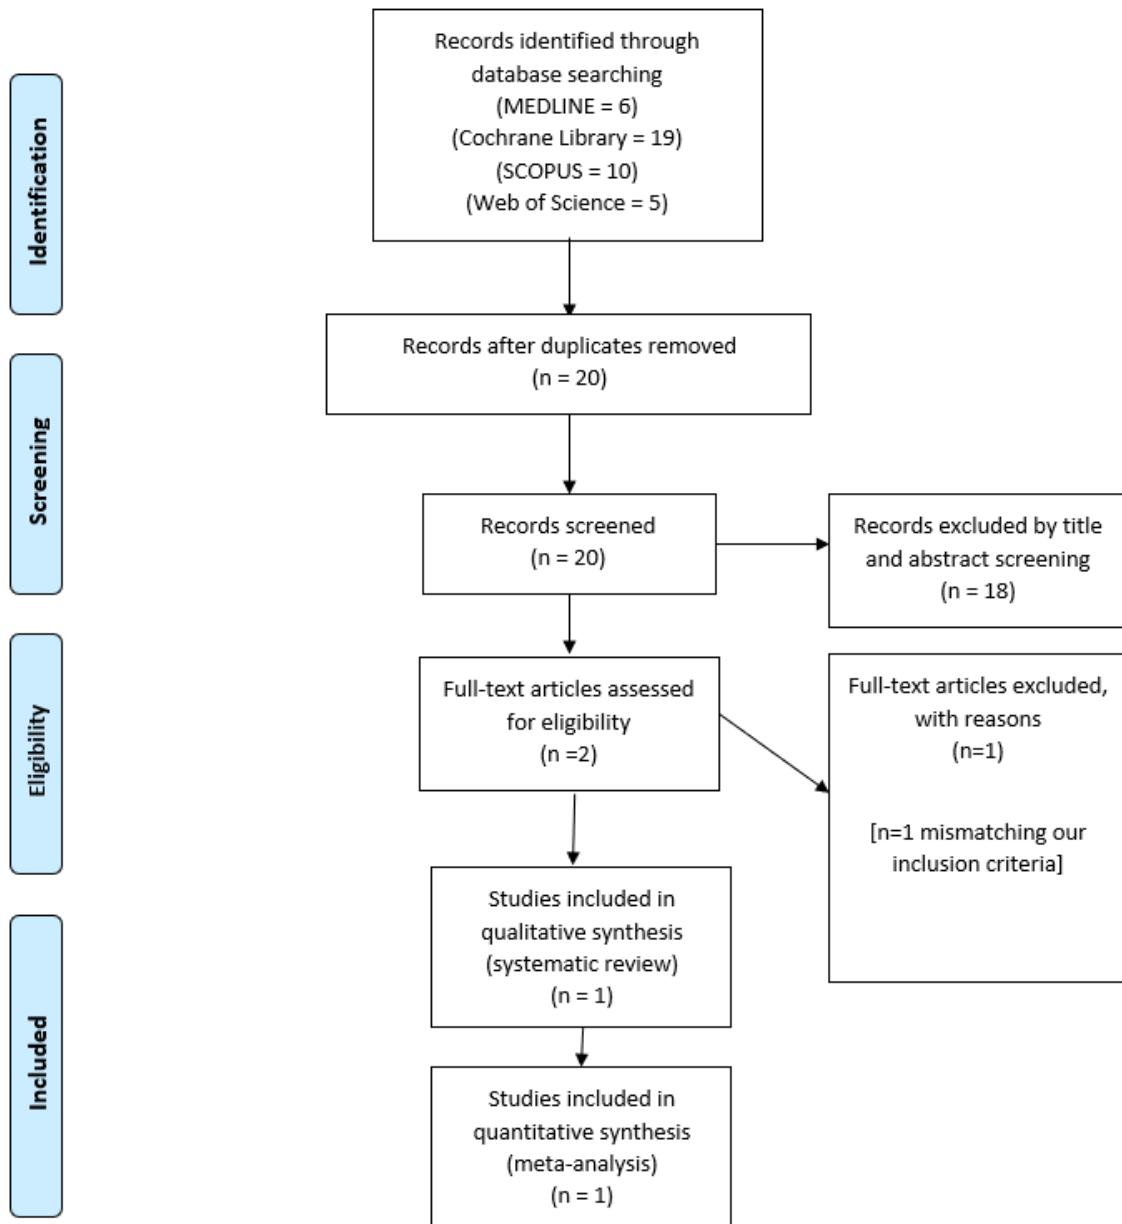 Identification
Records identified through
database searching
(MEDLINE = 6)
(Cochrane Library = 19)
(SCOPUS = 10)
(Web of Science = 5)
Records after duplicates removed
(n = 20)
Screening
Records screened
(n = 20)
Records excluded by title
and abstract screening
(n = 18)
Eligibility
Full-text articles assessed
for eligibility
(n =2)
Full-text articles excluded,
with reasons
(n=1)
[n=1 mismatching our
inclusion criteria]
Included
Studies included in
qualitative synthesis
(systematic review)
(n = 1)
Studies included in
quantitative synthesis
(meta-analysis)
(n = 1)